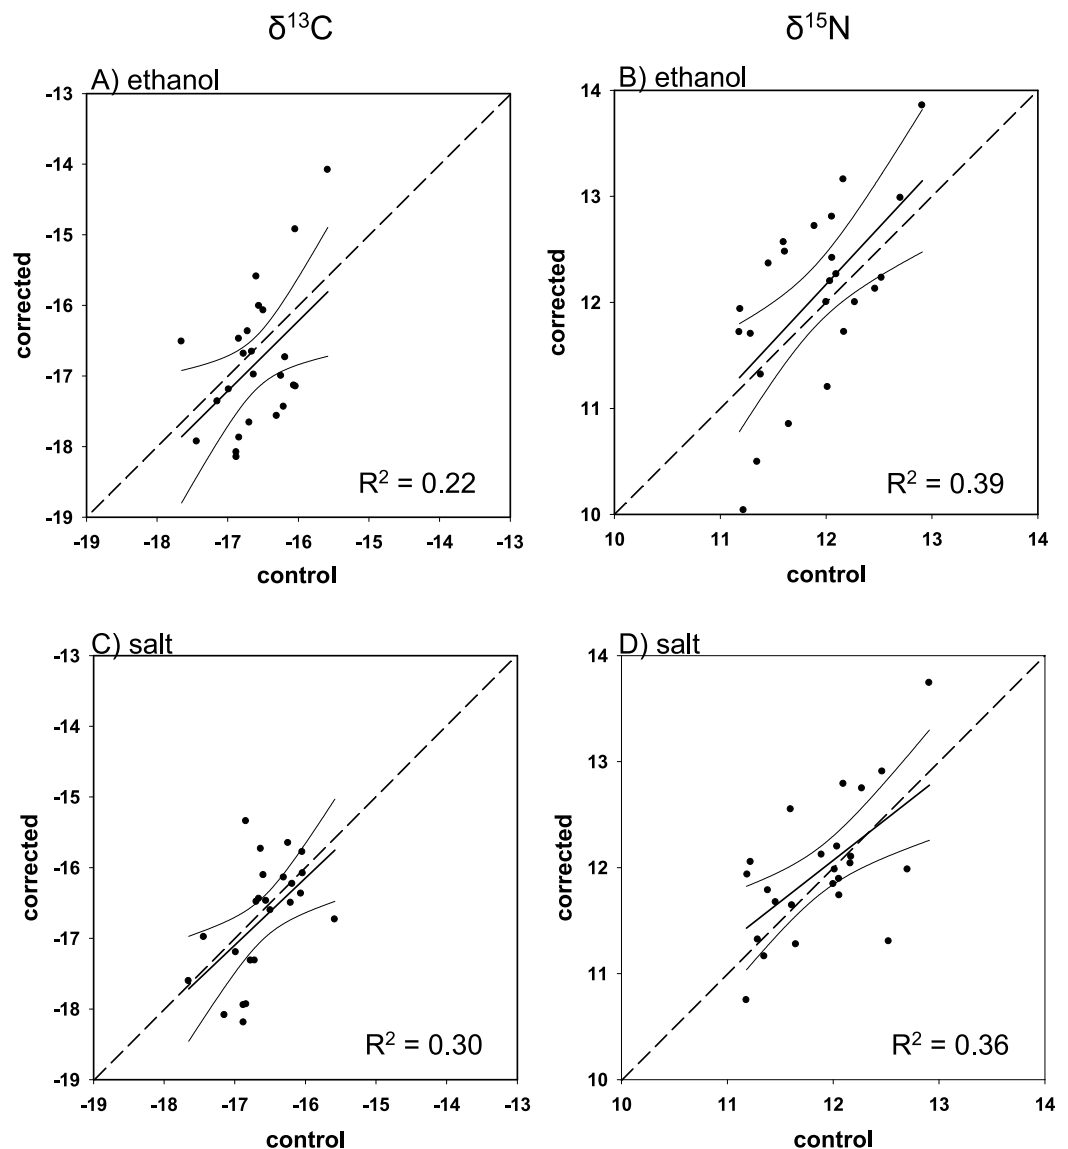 δ¹³C
δ¹⁵N
A) ethanol
-13
-14
-15
-16
-17
-18
-19
-19 -18 -17 -16 -15 -14 -13
corrected
control
R² = 0.22
B) ethanol
14
13
12
11
10
10 11 12 13 14
corrected
control
R² = 0.39
C) salt
-13
-14
-15
-16
-17
-18
-19
-19 -18 -17 -16 -15 -14 -13
corrected
control
R² = 0.30
D) salt
14
13
12
11
10
10 11 12 13 14
corrected
control
R² = 0.36